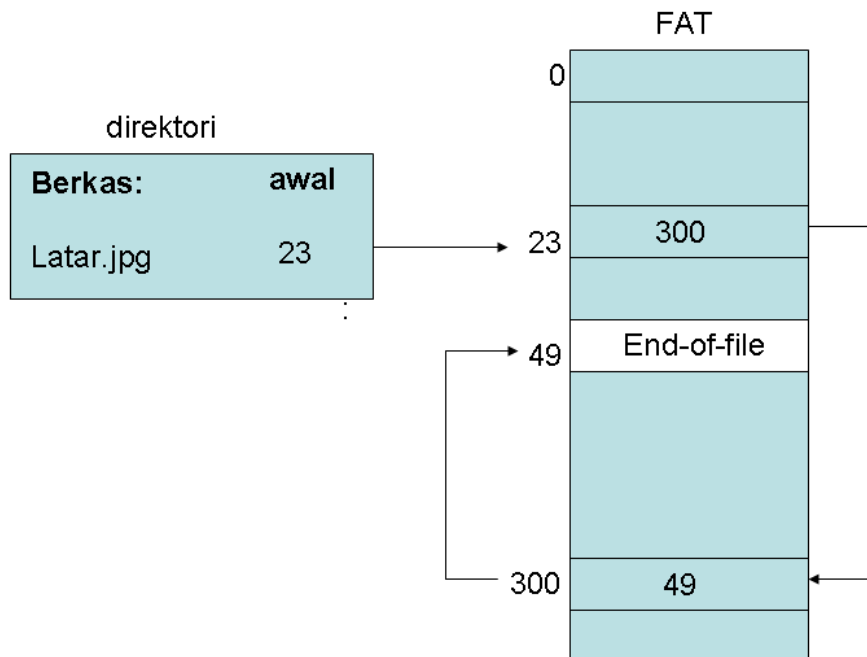 FAT
0
direktori
Berkas: awal
Latar.jpg 23
:
23 300
49 End-of-file
300 49